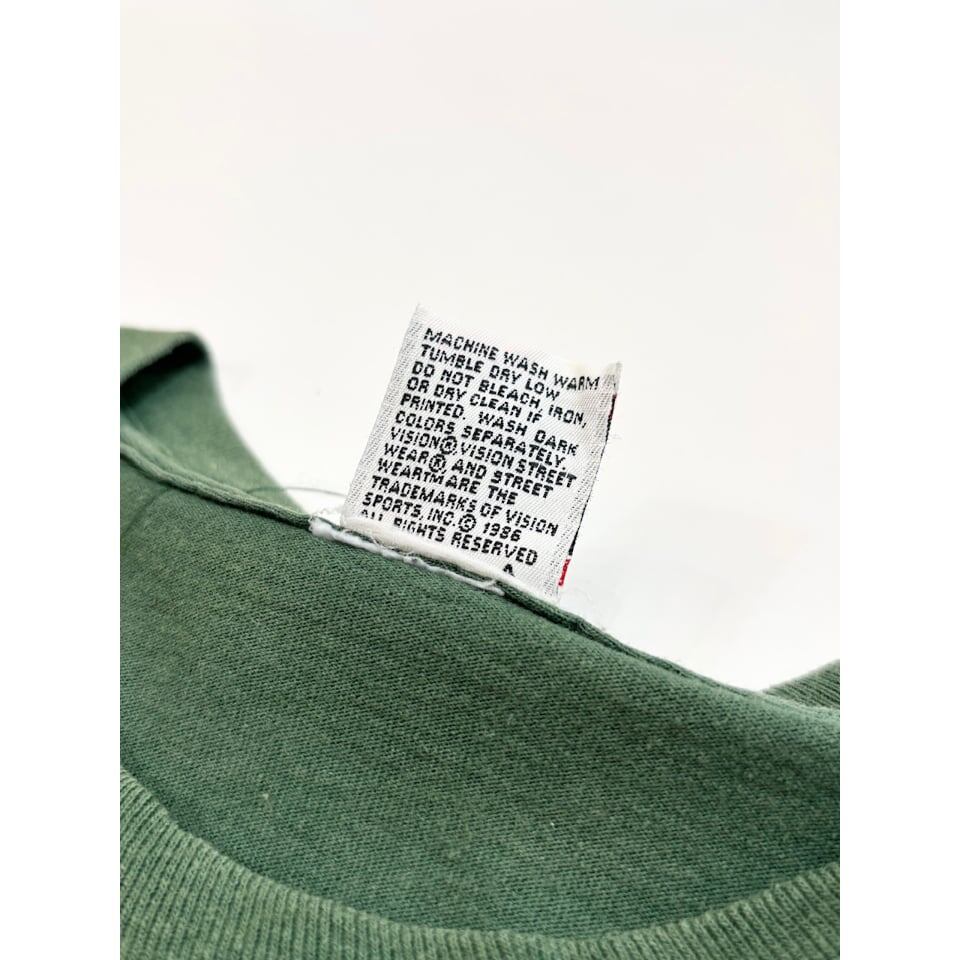 MACHINE WASH WARM
TUMBLE DRY LOW
DO NOT BLEACH, IRON,
OR DRY CLEAN IF
PRINTED. WASH DARK
COLORS SEPARATELY.
VISION® VISION STREET
WEAR® AND STREET
WEARTM ARE THE
TRADEMARKS OF VISION
SPORTS, INC.© 1986
ALL RIGHTS RESERVED
A